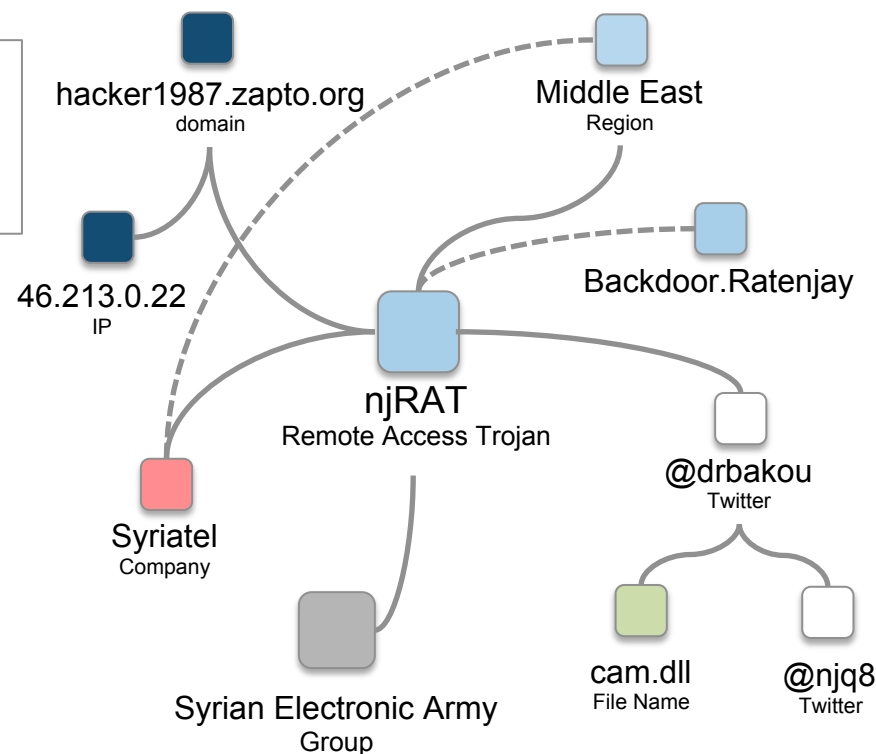 hacker1987.zapto.org
domain
Middle East
Region
46.213.0.22
IP
Backdoor.Ratenjay
njRAT
Remote Access Trojan
@drbakou
Twitter
Syriatel
Company
cam.dll
File Name
@njq8
Twitter
Syrian Electronic Army
Group